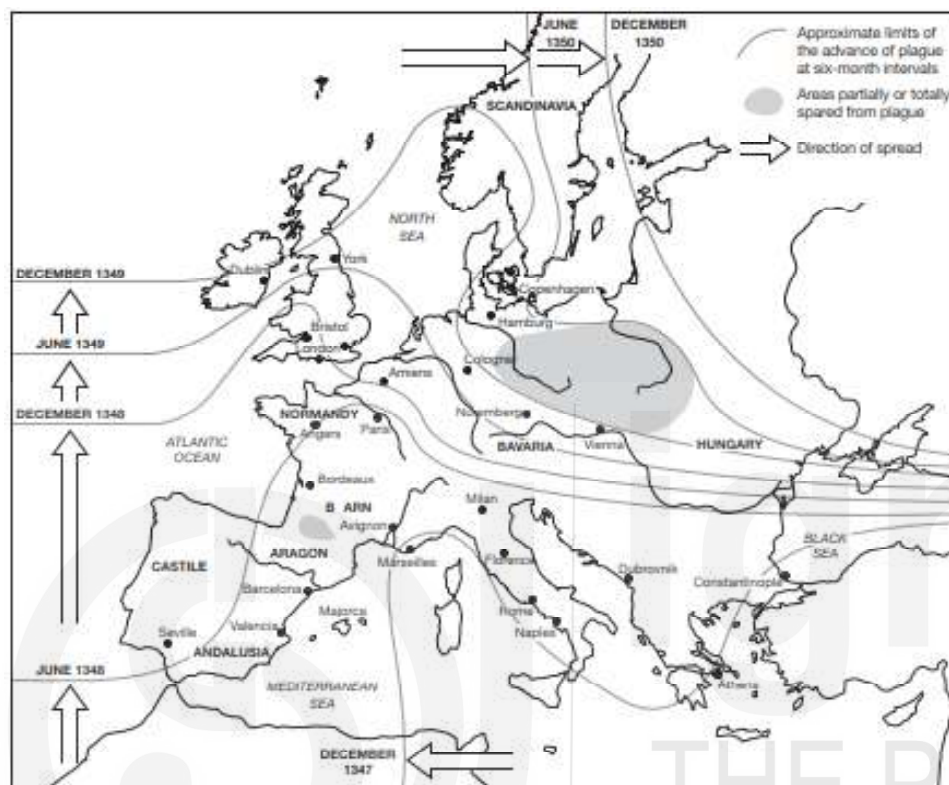 JUNE
1350
DECEMBER
1350
Approximate limits of
the advance of plague
at six-month intervals
Areas partially or totally
spared from plague
Direction of spread
SCANDINAVIA
NORTH
SEA
DECEMBER 1349
Dublin
York
Copenhagen
Hamburg
JUNE 1349
Bristol
London
Cologne
Amiens
DECEMBER 1348
NORMANDY
Angers
Paris
Nuremberg
BAVARIA
Vienna
HUNGARY
ATLANTIC
OCEAN
Bordeaux
B ARN
Avignon
Milan
BLACK
SEA
ARAGON
Marseilles
Florence
CASTILE
Barcelona
Dubrovnik
Constantinople
Majorca
Rome
Naples
Seville
Valencia
ANDALUSIA
JUNE 1348
MEDITERRANEAN
SEA
Athens
DECEMBER
1347
THE P